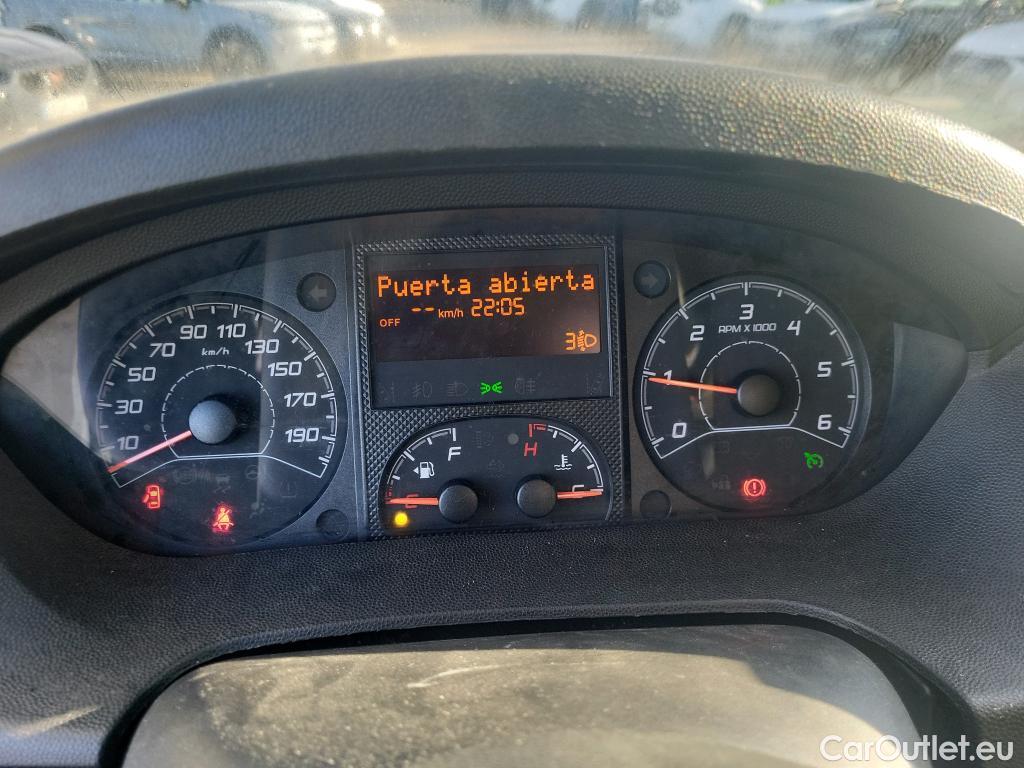 Puerta abierta
OFF -- km/h 22:05
3
10 30 50 70 90 110 130 150 170 190
km/h
F
E
H
C
0 1 2 3 4 5 6
RPM X 1000
CarOutlet.eu